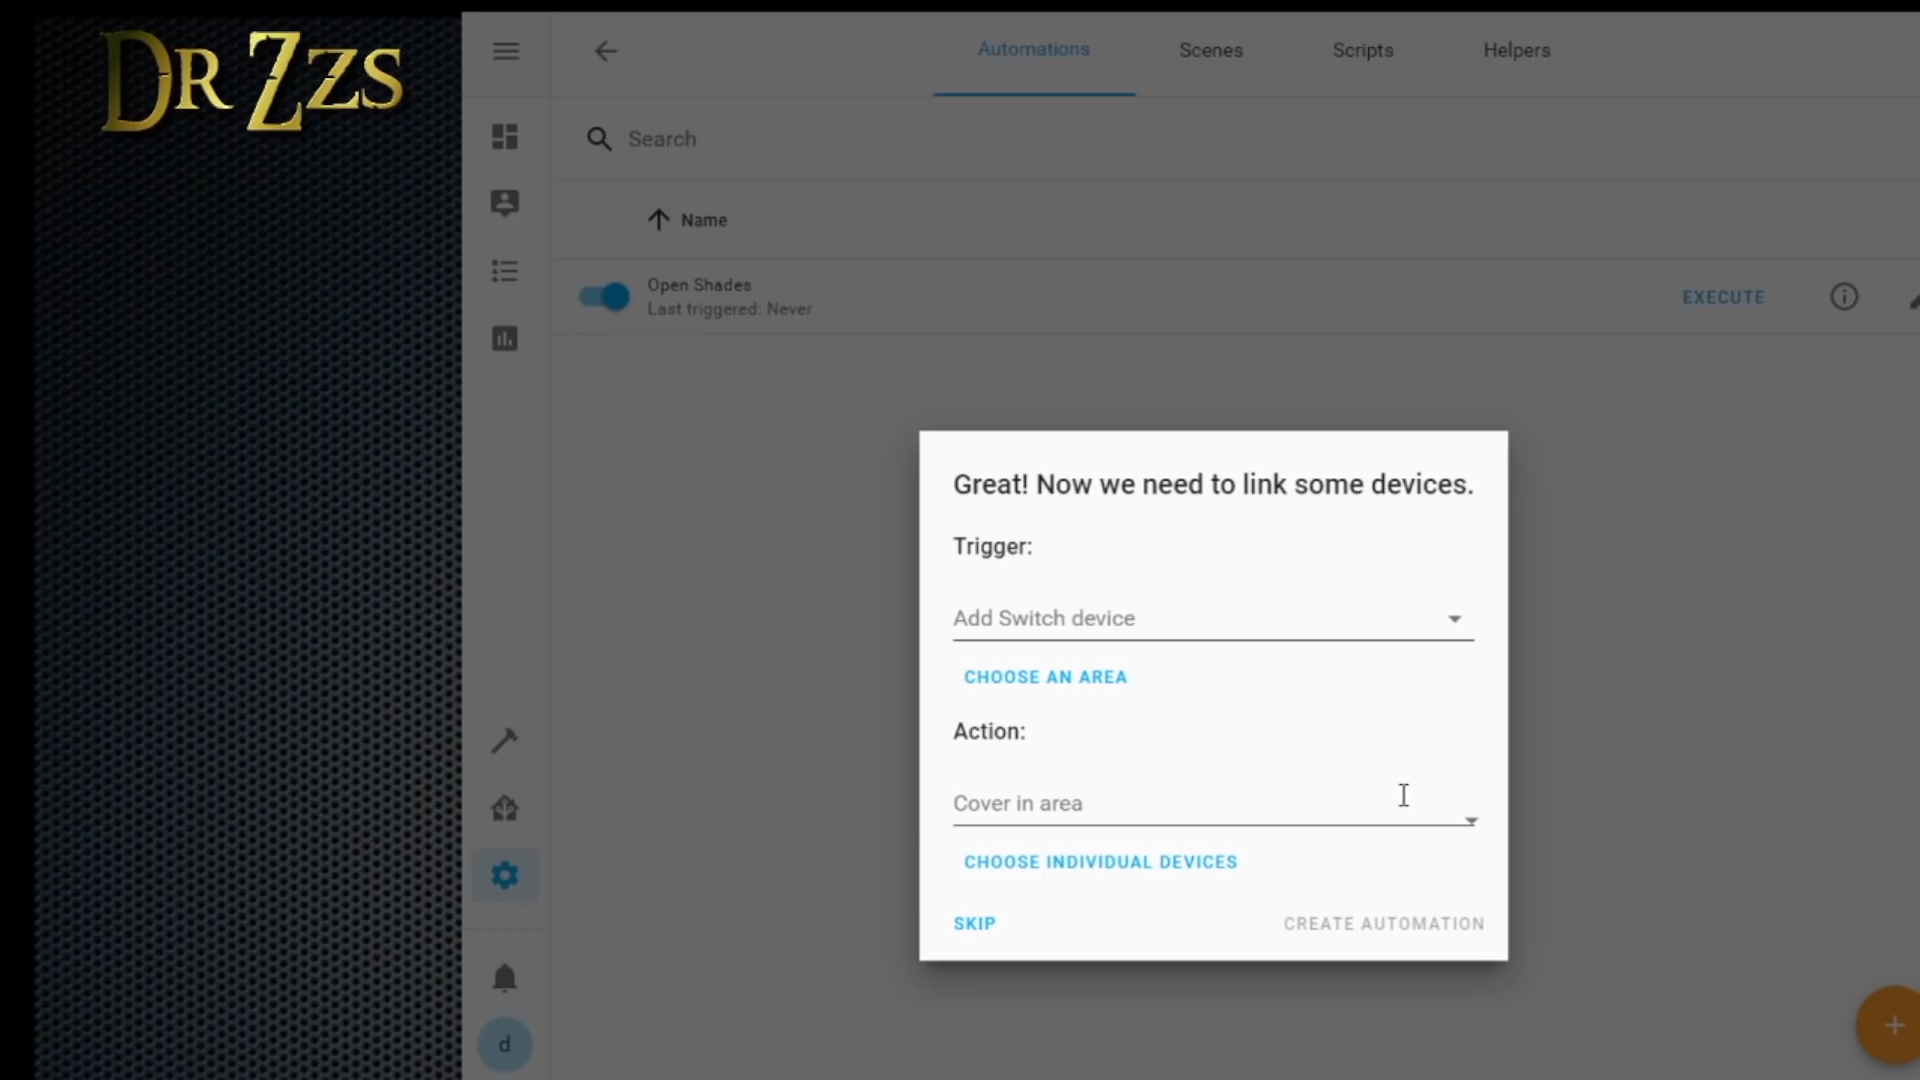 DR ZZS
Automations
Scenes
Scripts
Helpers
Search
Name
Open Shades
Last triggered: Never
EXECUTE
Great! Now we need to link some devices.
Trigger:
Add Switch device
CHOOSE AN AREA
Action:
Cover in area
CHOOSE INDIVIDUAL DEVICES
SKIP
CREATE AUTOMATION
d